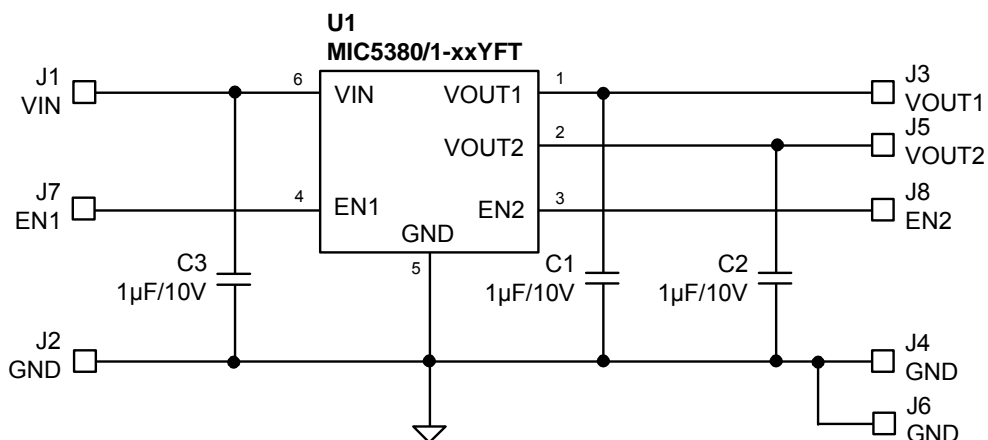 U1
MIC5380/1-xxYFT
J1
VIN
6
VIN
VOUT1
1
J3
VOUT1
VOUT2
2
J5
VOUT2
J7
EN1
4
EN1
EN2
3
J8
EN2
GND
5
C3
1µF/10V
C1
1µF/10V
C2
1µF/10V
J2
GND
J4
GND
J6
GND